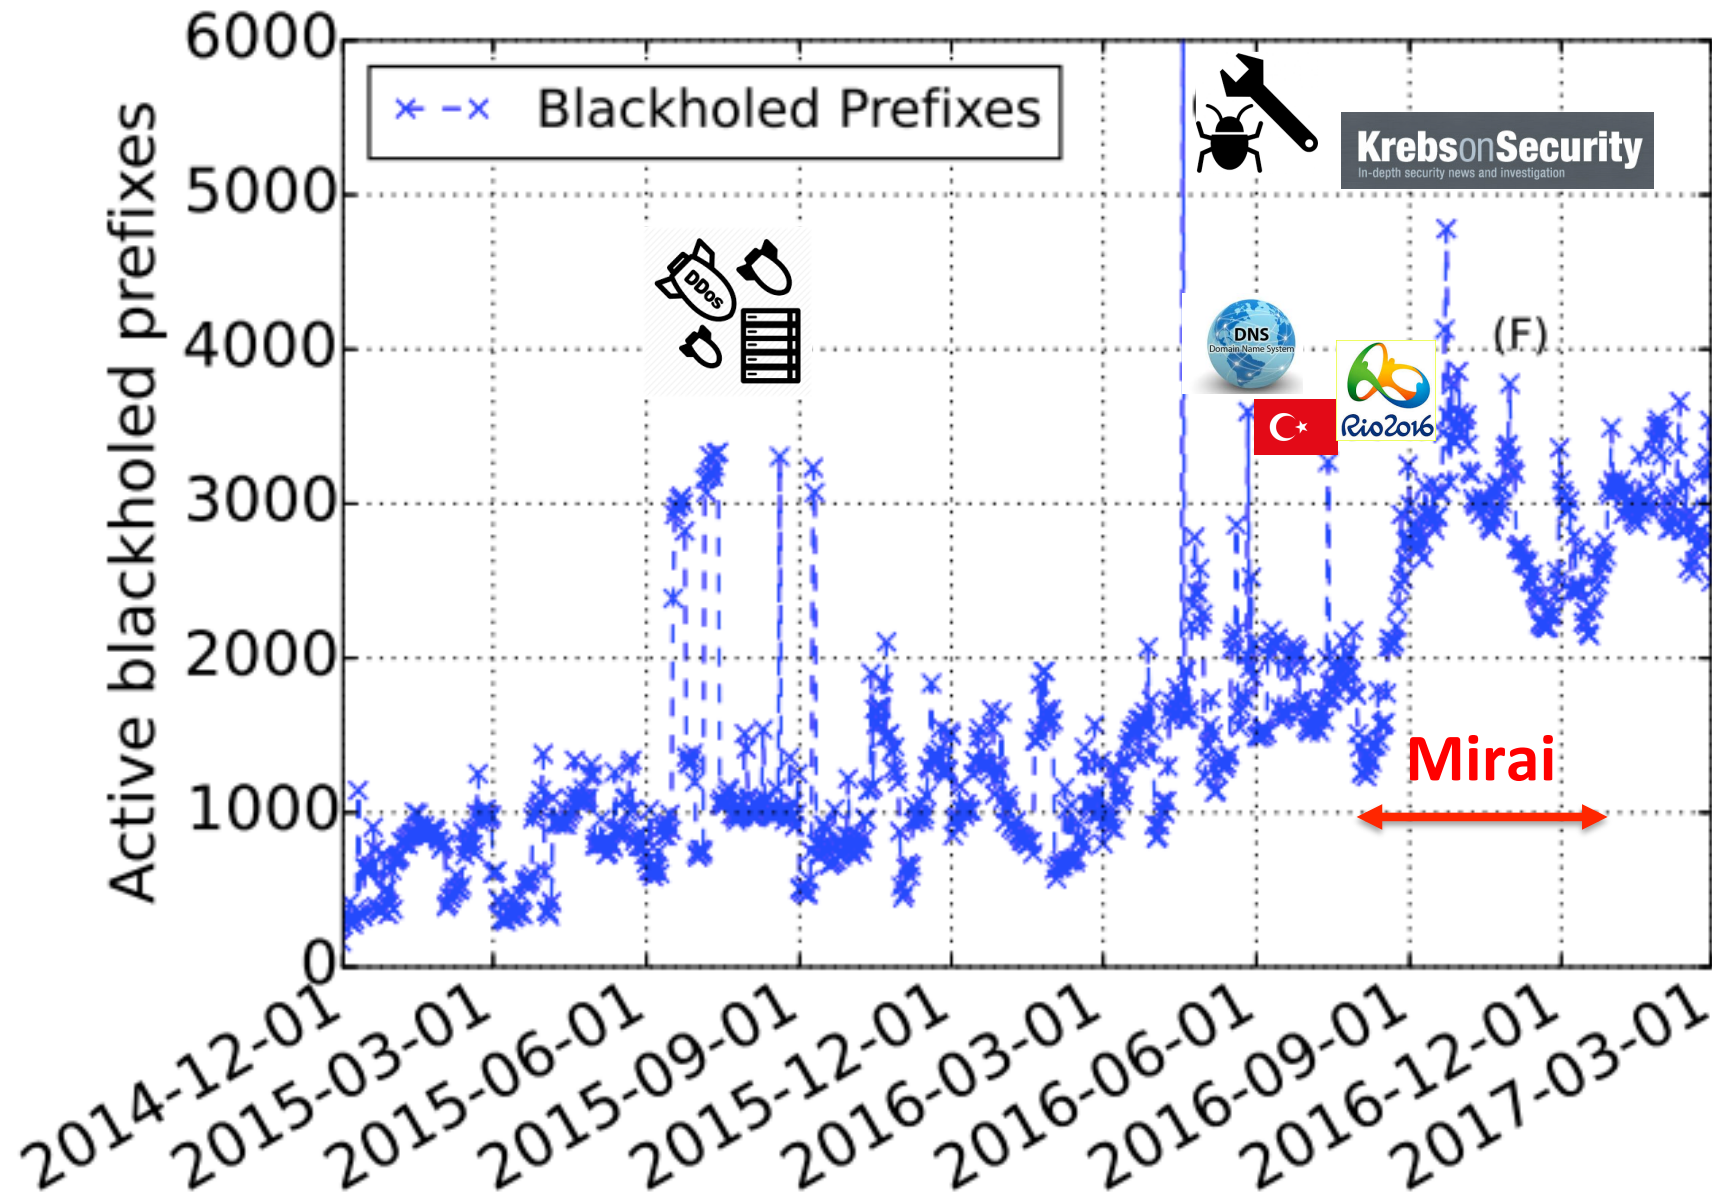 6000
5000
4000
3000
2000
1000
0
Active blackholed prefixes
Blackholed Prefixes
KrebsonSecurity
In-depth security news and investigation
DDos
DNS
Domain Name System
(F)
Rio2016
Mirai
2014-12-01
2015-03-01
2015-06-01
2015-09-01
2015-12-01
2016-03-01
2016-06-01
2016-09-01
2016-12-01
2017-03-01